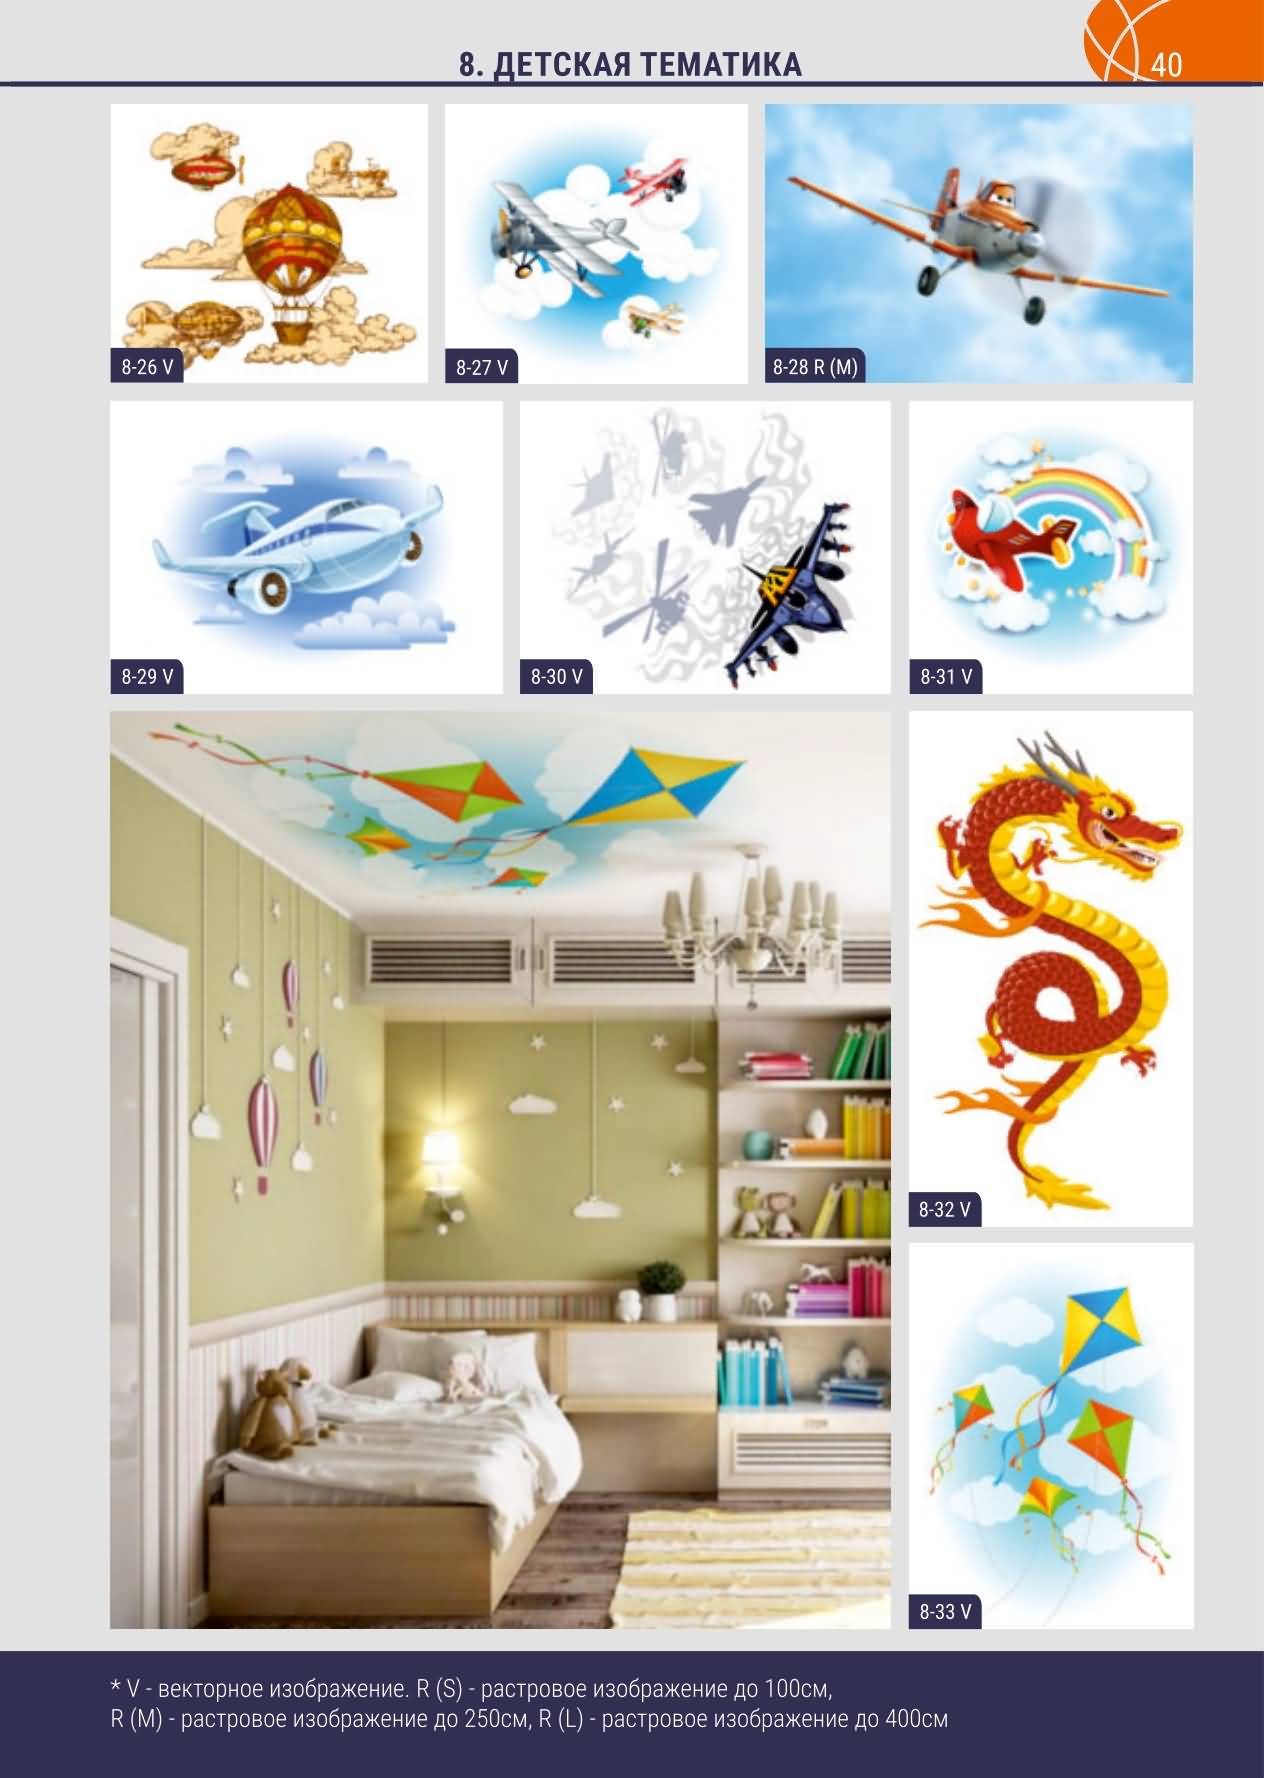 8. ДЕТСКАЯ ТЕМАТИКА
40
8-26 V
8-27 V
8-28 R (M)
8-29 V
8-30 V
8-31 V
8-32 V
8-33 V
* V - векторное изображение. R (S) - растровое изображение до 100см,
R (M) - растровое изображение до 250см, R (L) - растровое изображение до 400см